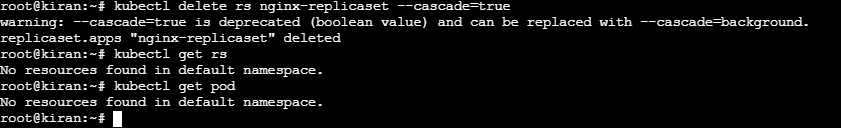 root@kiran:~# kubectl delete rs nginx-replicaset --cascade=true
warning: --cascade=true is deprecated (boolean value) and can be replaced with --cascade=background.
replicaset.apps "nginx-replicaset" deleted
root@kiran:~# kubectl get rs
No resources found in default namespace.
root@kiran:~# kubectl get pod
No resources found in default namespace.
root@kiran:~#